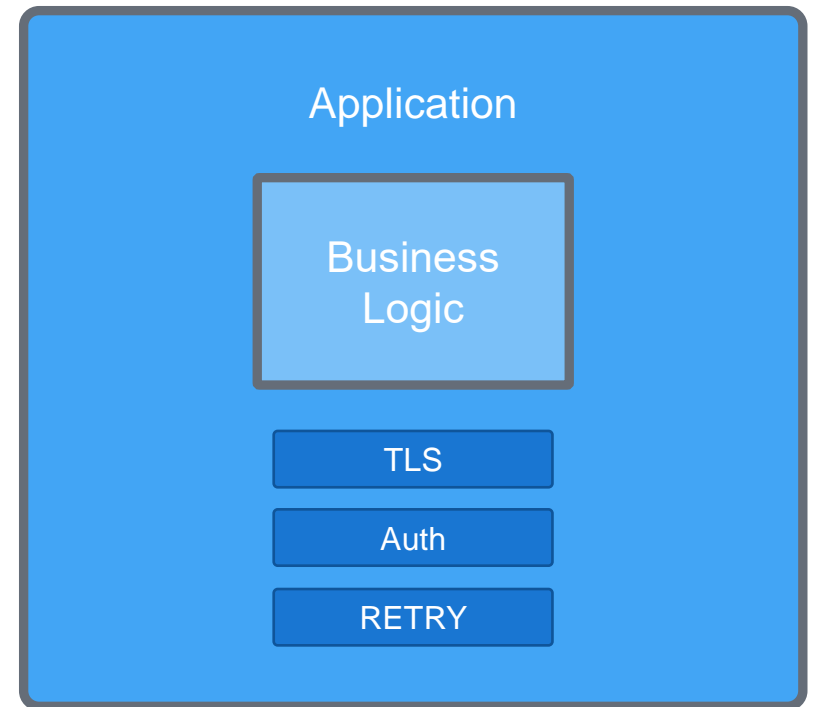 Application
Business
Logic
TLS
Auth
RETRY